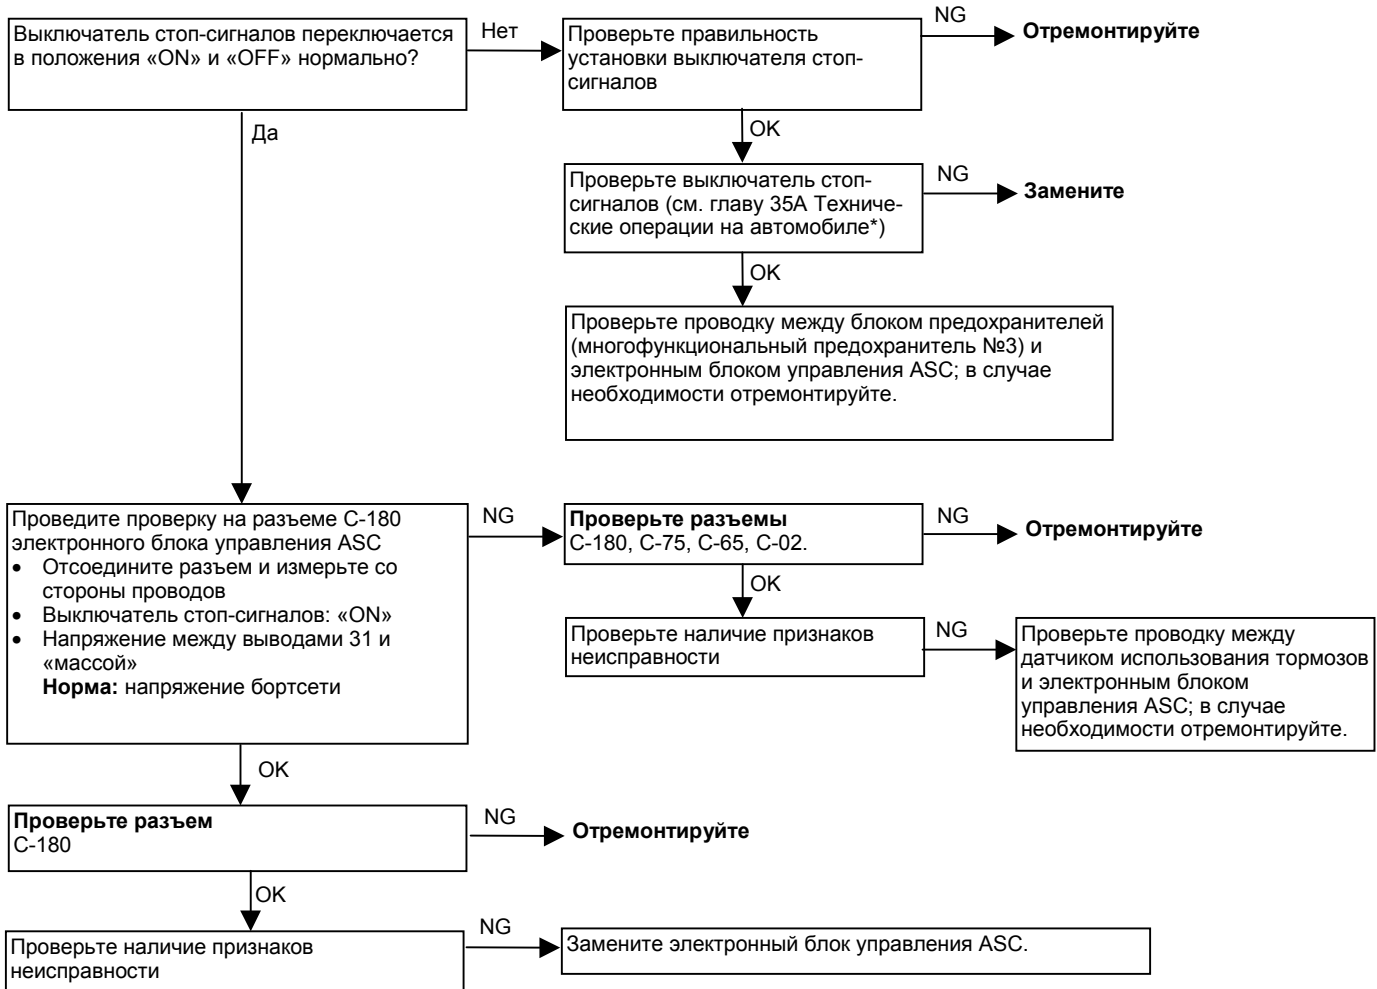 Выключатель стоп-сигналов переключается
в положения «ON» и «OFF» нормально?
Нет
Проверьте правильность
установки выключателя стоп-
сигналов
NG
Отремонтируйте
Да
OK
Проверьте выключатель стоп-
сигналов (см. главу 35А Техниче-
ские операции на автомобиле*)
NG
Замените
OK
Проверьте проводку между блоком предохранителей
(многофункциональный предохранитель №3) и
электронным блоком управления ASC; в случае
необходимости отремонтируйте.
Проведите проверку на разъеме C-180
электронного блока управления ASC
• Отсоедините разъем и измерьте со
стороны проводов
• Выключатель стоп-сигналов: «ON»
• Напряжение между выводами 31 и
«массой»
Норма: напряжение бортсети
NG
Проверьте разъемы
C-180, C-75, C-65, C-02.
NG
Отремонтируйте
OK
Проверьте наличие признаков
неисправности
NG
Проверьте проводку между
датчиком использования тормозов
и электронным блоком
управления ASC; в случае
необходимости отремонтируйте.
OK
Проверьте разъем
C-180
NG
Отремонтируйте
OK
Проверьте наличие признаков
неисправности
NG
Замените электронный блок управления ASC.